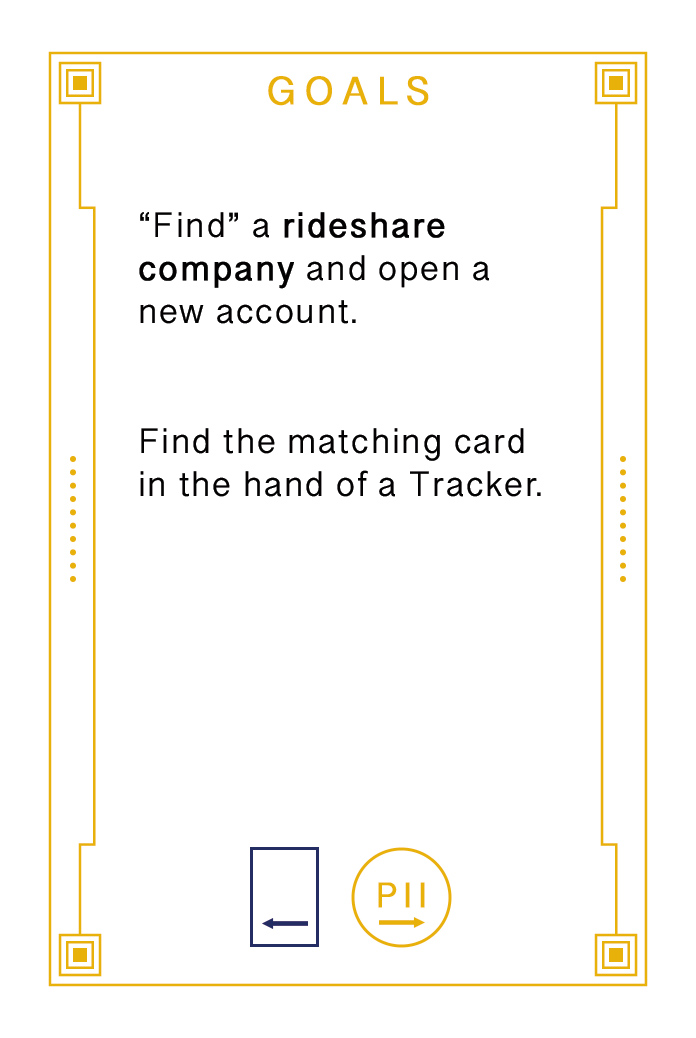 GOALS
“Find” a rideshare
company and open a
new account.
Find the matching card
in the hand of a Tracker.
PII